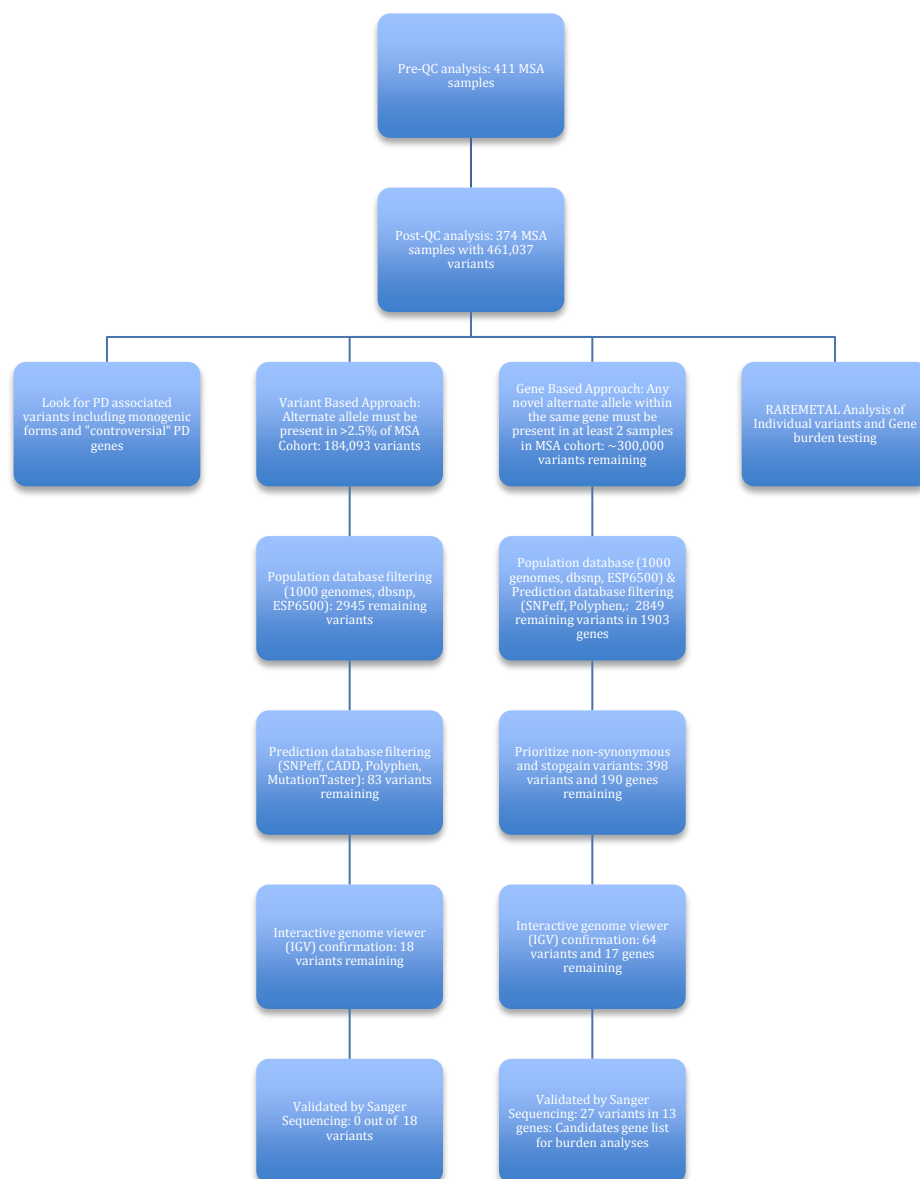 Pre-QC analysis: 411 MSA
samples
Post-QC analysis: 374 MSA
samples with 461,037
variants
Look for PD associated
variants including monogenic
forms and "controversial" PD
genes
Variant Based Approach:
Alternate allele must be
present in >2.5% of MSA
Cohort: 184,093 variants
Gene Based Approach: Any
novel alternate allele within
the same gene must be
present in at least 2 samples
in MSA cohort: ~300,000
variants remaining
RAREMETAL Analysis of
Individual variants and Gene
burden testing
Population database filtering
(1000 genomes, dbsnp,
ESP6500): 2945 remaining
variants
Population database (1000
genomes, dbsnp, ESP6500) &
Prediction database filtering
(SNPeff, Polyphen,:  2849
remaining variants in 1903
genes
Prediction database filtering
(SNPeff, CADD, Polyphen,
MutationTaster): 83 variants
remaining
Prioritize non-synonymous
and stopgain variants: 398
variants and 190 genes
remaining
Interactive genome viewer
(IGV) confirmation: 18
variants remaining
Interactive genome viewer
(IGV) confirmation: 64
variants and 17 genes
remaining
Validated by Sanger
Sequencing: 0 out of  18
variants
Validated by Sanger
Sequencing: 27 variants in 13
genes: Candidates gene list
for burden analyses